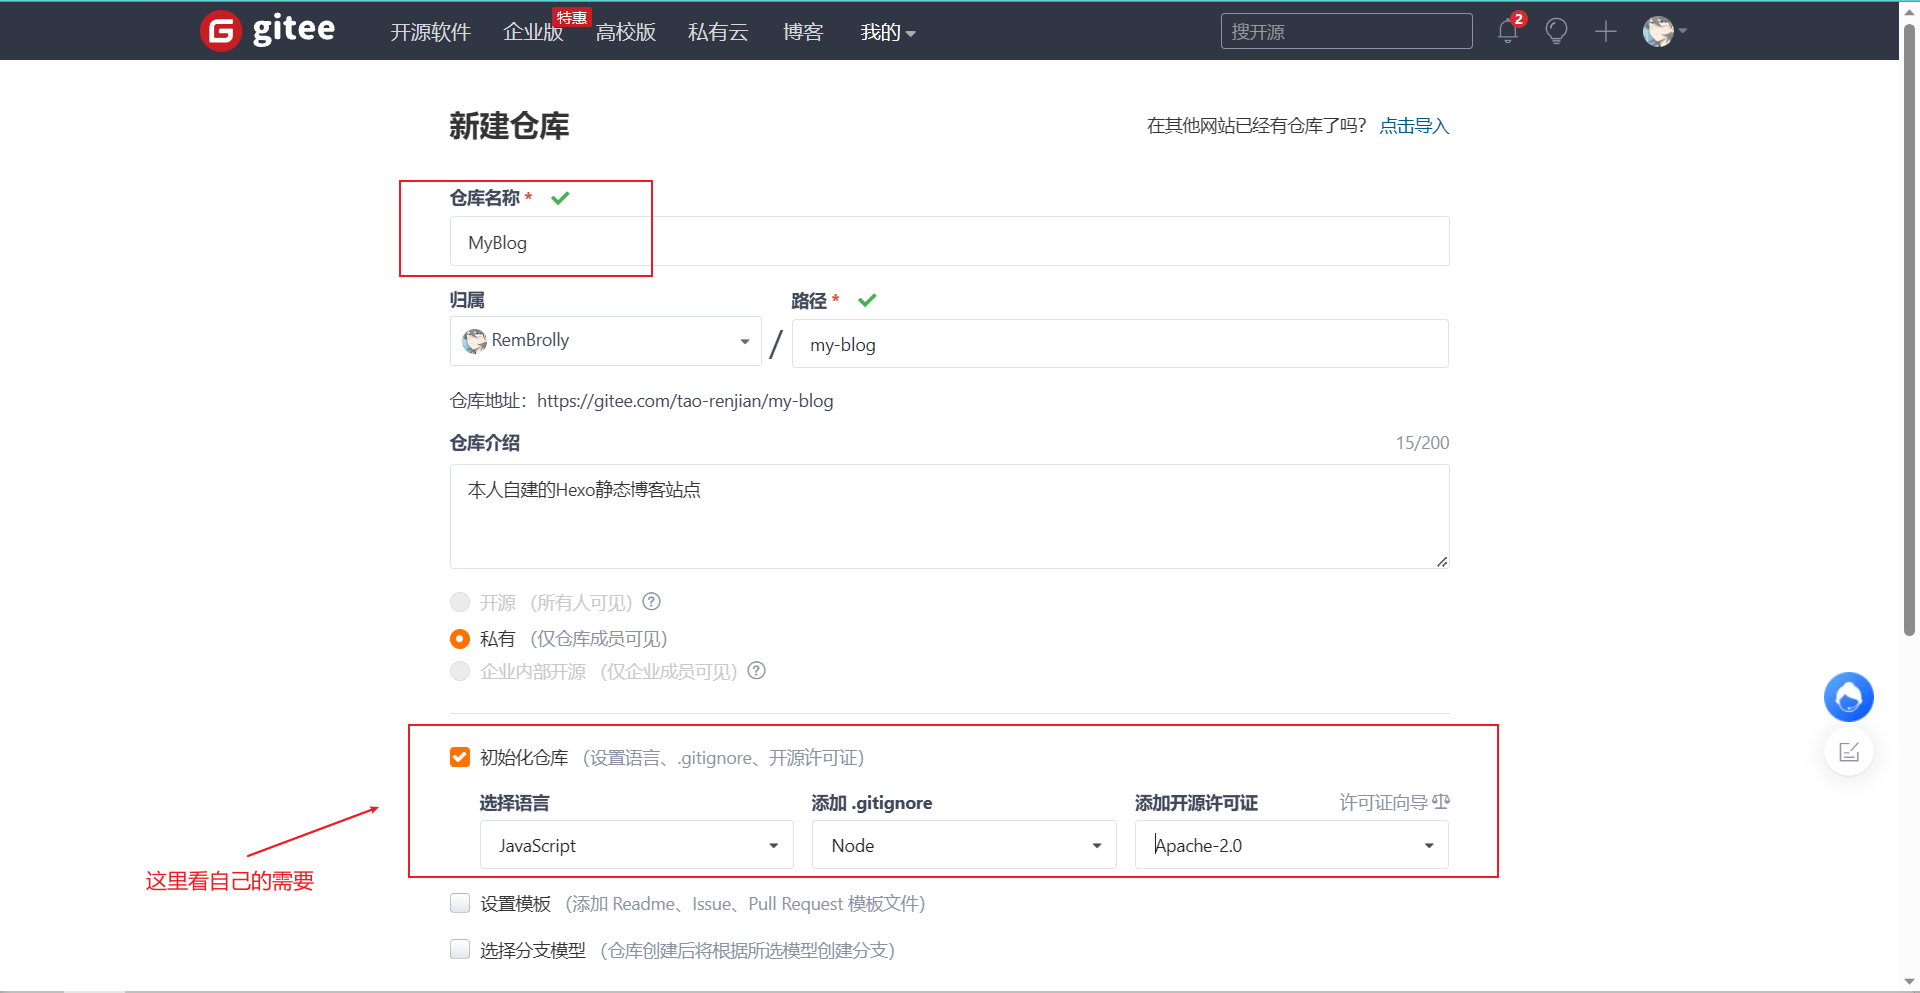 gitee 开源软件 企业版 特惠 高校版 私有云 博客 我的 搜开源 2
新建仓库 在其他网站已经有仓库了吗？ 点击导入
仓库名称 *
MyBlog
归属 路径 *
RemBrolly / my-blog
仓库地址：https://gitee.com/tao-renjian/my-blog
仓库介绍 15/200
本人自建的Hexo静态博客站点
开源 （所有人可见） ?
私有 （仅仓库成员可见）
企业内部开源 （仅企业成员可见） ?
初始化仓库 （设置语言、.gitignore、开源许可证）
选择语言 添加 .gitignore 添加开源许可证 许可证向导
JavaScript Node Apache-2.0
这里看自己的需要
设置模板 （添加 Readme、Issue、Pull Request 模板文件）
选择分支模型 （仓库创建后将根据所选模型创建分支）